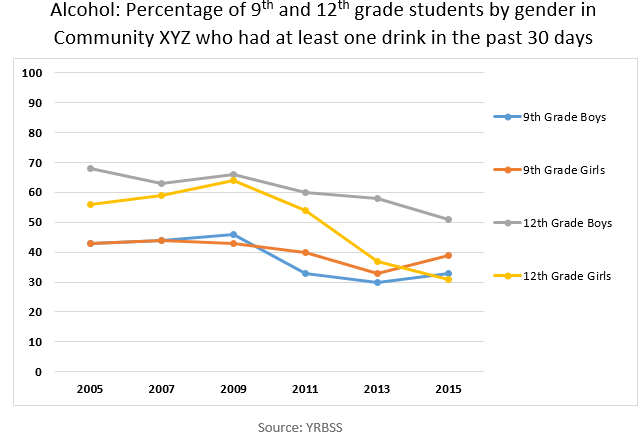 Alcohol: Percentage of 9th and 12th grade students by gender in
Community XYZ who had at least one drink in the past 30 days
100
90
80
70
60
50
40
30
20
10
0
2005 2007 2009 2011 2013 2015
9th Grade Boys
9th Grade Girls
12th Grade Boys
12th Grade Girls
Source: YRBSS